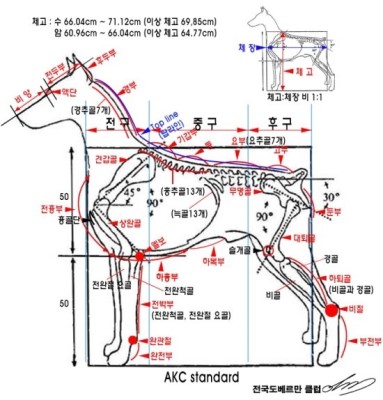 체고 : 수 66.04cm ~ 71.12cm (이상 체고 69,85cm)
암 60.96cm ~ 66.04cm (이상 체고 64.77cm)
체 장
체 고
체고:체장 비 1:1
전두부
후두부
비 양
액단
경부
(경추골7개)
Top line
(탑라인)
전 구
중 구
후 구
기갑부
등
요부 (요추골7개)
고부
견갑골
(흉추골13개)
(늑골13개)
무명골
45°
90°
90°
30°
50
50
전흉부
흉골단
상완골
둔부
대퇴골
팔꿈
슬개골
경골
하흉부
하복부
비골
하퇴부
(비골과 경골)
전완골 요골
전완척골
전박부
(전완척골, 전완골 요골)
비절
완관절
완전부
부전부
AKC standard
전국도베르만 클럽